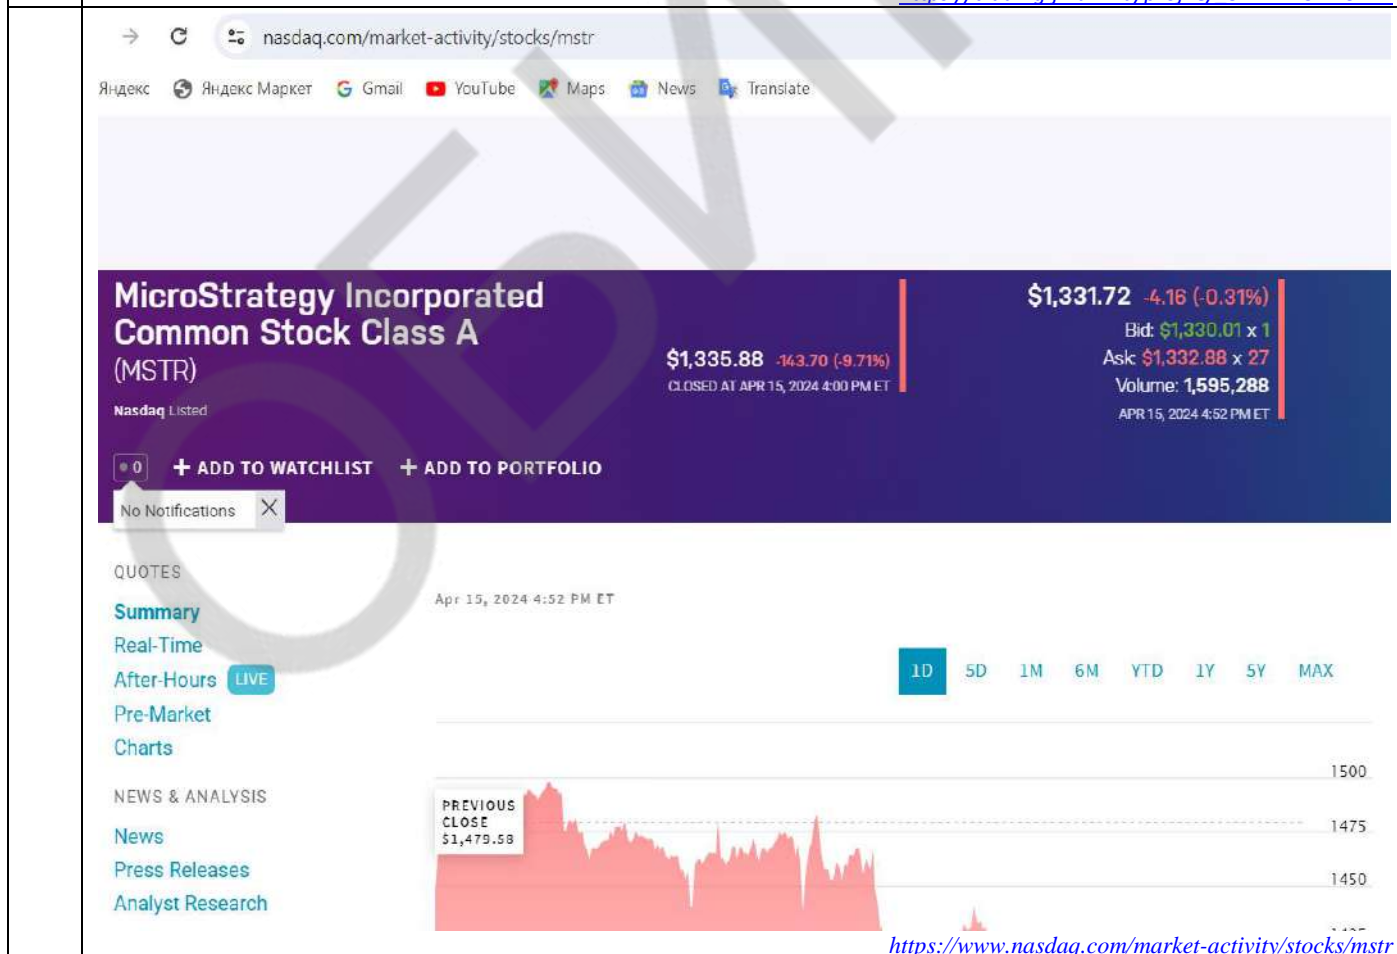 nasdaq.com/market-activity/stocks/mstr
Яндекс Яндекс Маркет Gmail YouTube Maps News Translate
MicroStrategy Incorporated
Common Stock Class A
(MSTR)
Nasdaq Listed
$1,335.88 -143.70 (-9.71%)
CLOSED AT APR 15, 2024 4:00 PM ET
$1,331.72 -4.16 (-0.31%)
Bid: $1,330.01 x 1
Ask: $1,332.88 x 27
Volume: 1,595,288
APR 15, 2024 4:52 PM ET
0 + ADD TO WATCHLIST + ADD TO PORTFOLIO
No Notifications
QUOTES
Summary
Real-Time
After-Hours LIVE
Pre-Market
Charts
NEWS & ANALYSIS
News
Press Releases
Analyst Research
Apr 15, 2024 4:52 PM ET
1D 5D 1M 6M YTD 1Y 5Y MAX
1500
PREVIOUS
CLOSE
$1,479.58
1475
1450
https://www.nasdaq.com/market-activity/stocks/mstr